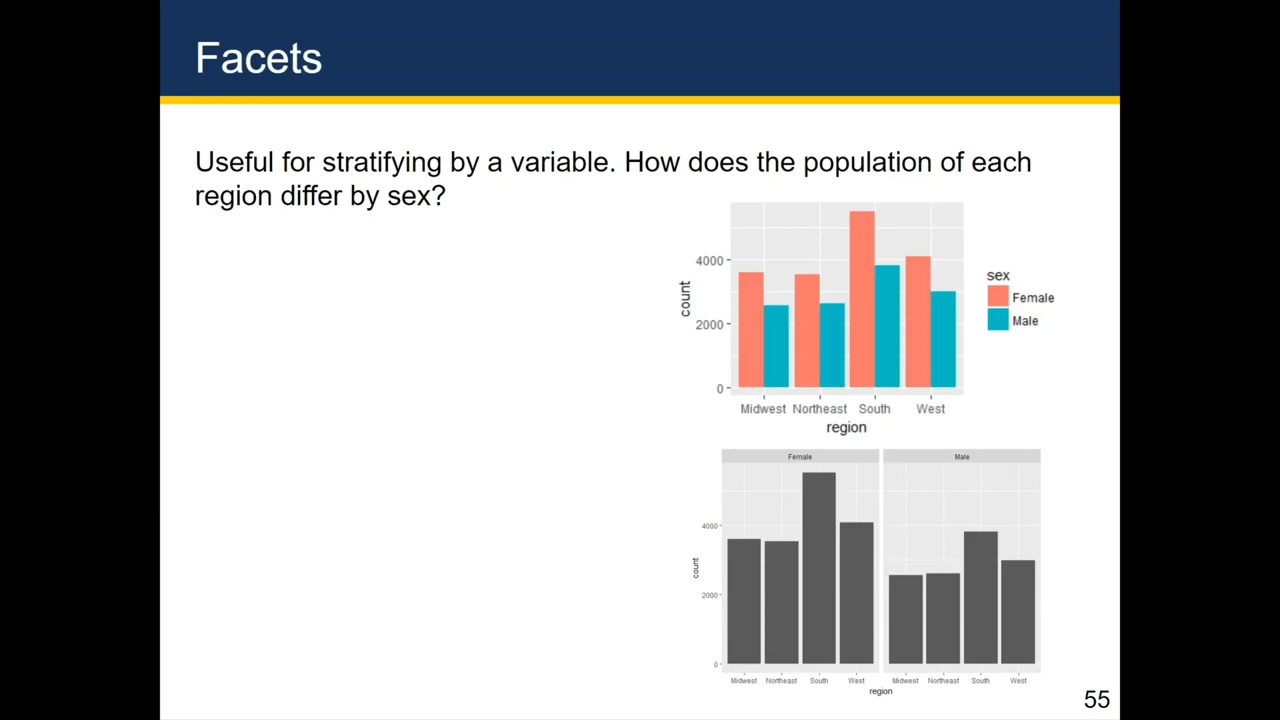 Facets
Useful for stratifying by a variable. How does the population of each
region differ by sex?
4000
2000
0
count
Midwest Northeast South West
region
sex
Female
Male
Female Male
4000
2000
0
count
Midwest Northeast South West Midwest Northeast South West
region
55